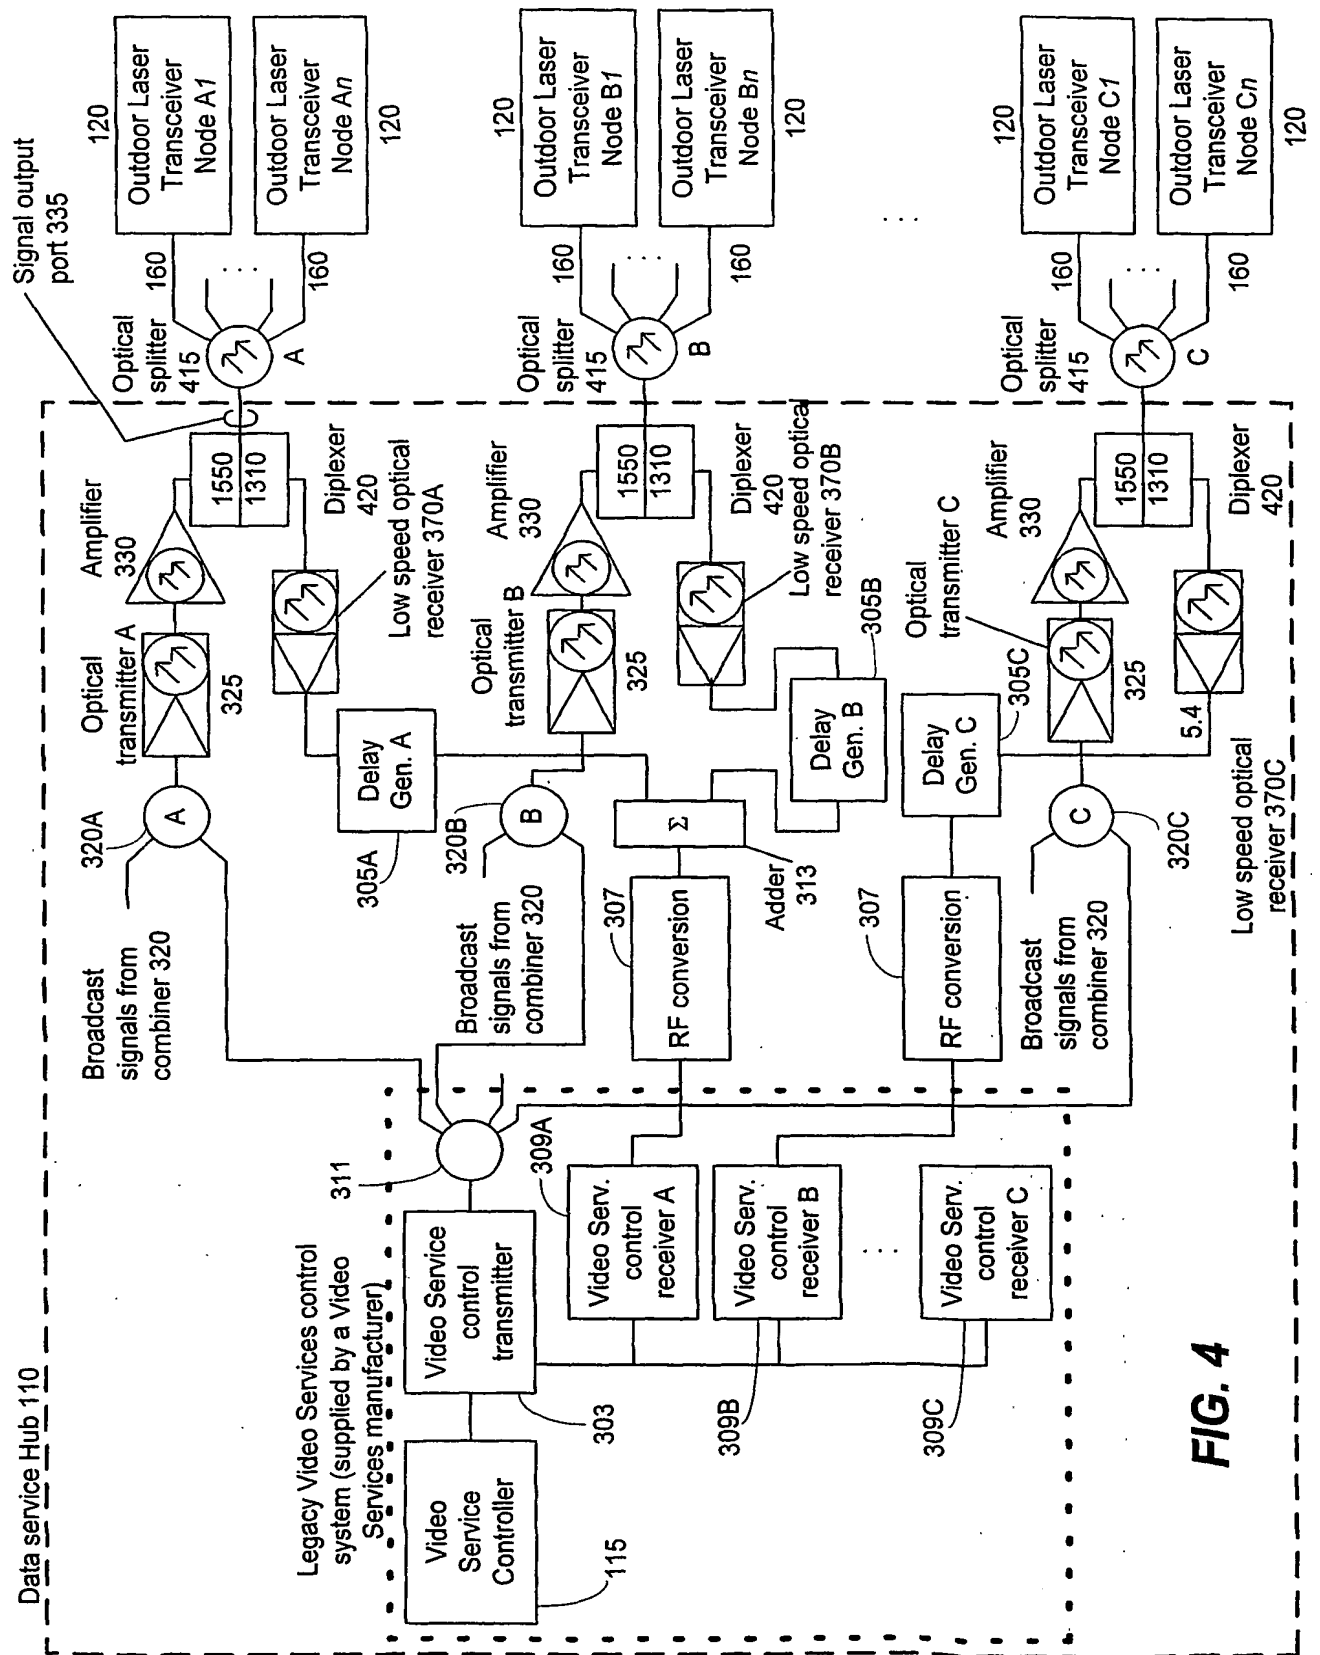 Data service Hub 110
Signal output
port 335
Broadcast
signals from
combiner 320
320A
A
Optical
transmitter A
325
Amplifier
330
1550
1310
Diplexer
420
Low speed optical
receiver 370A
Optical
splitter
415
A
160
160
120
Outdoor Laser
Transceiver
Node A1
Outdoor Laser
Transceiver
Node An
120
Delay
Gen. A
305A
Legacy Video Services control
system (supplied by a Video
Services manufacturer)
Video
Service
Controller
115
Video Service
control
transmitter
303
311
Broadcast
signals from
combiner 320
320B
B
Optical
transmitter B
325
Amplifier
330
1550
1310
Diplexer
420
Low speed optical
receiver 370B
Optical
splitter
415
B
160
160
120
Outdoor Laser
Transceiver
Node B1
Outdoor Laser
Transceiver
Node Bn
120
. . .
Video Serv.
control
receiver A
309A
RF conversion
307
Σ
Adder
313
Delay
Gen. B
305B
Video Serv.
control
receiver B
309B
. . .
RF conversion
307
Delay
Gen. C
305C
Video Serv.
control
receiver C
309C
Broadcast
signals from
combiner 320
C
320C
Optical
transmitter C
325
Amplifier
330
1550
1310
Diplexer
420
5.4
Low speed optical
receiver 370C
Optical
splitter
415
C
160
160
120
Outdoor Laser
Transceiver
Node C1
Outdoor Laser
Transceiver
Node Cn
120
FIG. 4